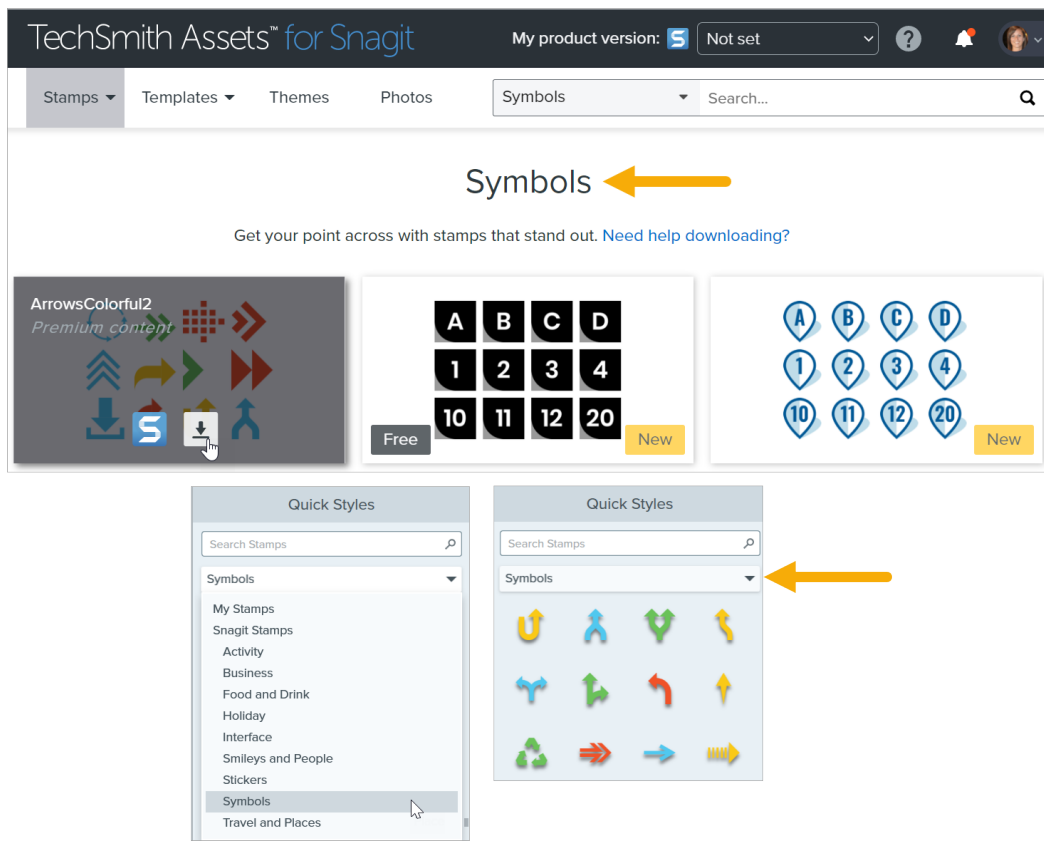 TechSmith Assets™ for Snagit
My product version: S Not set
Stamps Templates Themes Photos Symbols Search...
Symbols
Get your point across with stamps that stand out. Need help downloading?
ArrowsColorful2
Premium content
S
A B C D
1 2 3 4
10 11 12 20
Free New
A B C D
1 2 3 4
10 11 12 20
New
Quick Styles
Search Stamps
Symbols
My Stamps
Snagit Stamps
Activity
Business
Food and Drink
Holiday
Interface
Smileys and People
Stickers
Symbols
Travel and Places
Quick Styles
Search Stamps
Symbols